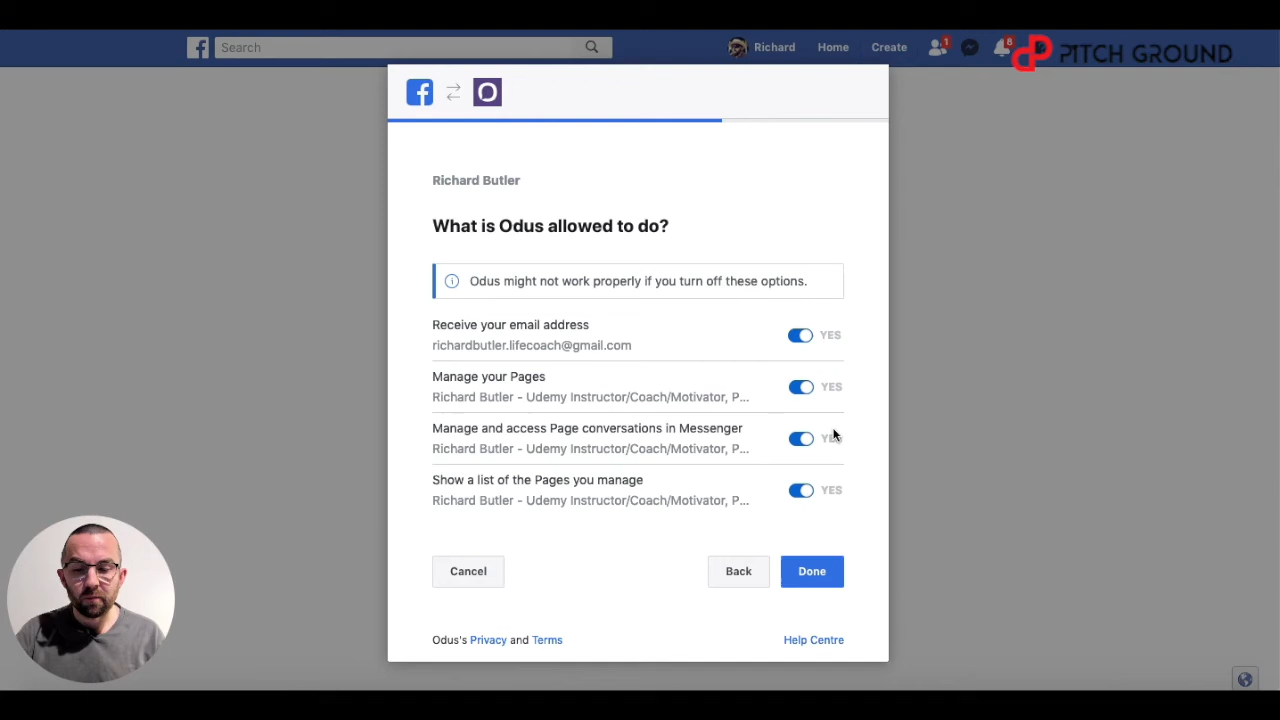 Search
Richard
Home
Create
1
8
PITCH GROUND
Richard Butler
What is Odus allowed to do?
Odus might not work properly if you turn off these options.
Receive your email address
YES
richardbutler.lifecoach@gmail.com
Manage your Pages
YES
Richard Butler - Udemy Instructor/Coach/Motivator, P...
Manage and access Page conversations in Messenger
YES
Richard Butler - Udemy Instructor/Coach/Motivator, P...
Show a list of the Pages you manage
YES
Richard Butler - Udemy Instructor/Coach/Motivator, P...
Cancel
Back
Done
Odus's Privacy and Terms
Help Centre